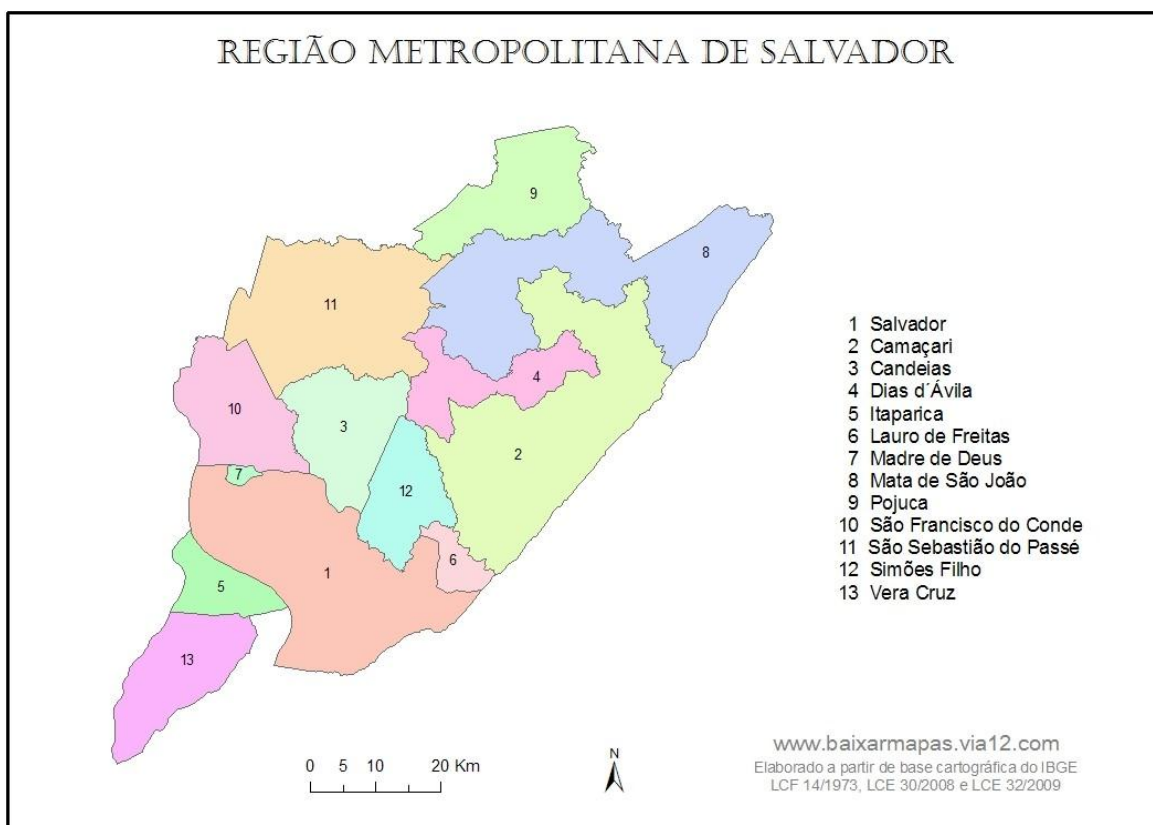 REGIÃO METROPOLITANA DE SALVADOR
9
8
11
4
10
3
2
7
12
6
1
5
13
1 Salvador
2 Camaçari
3 Candeias
4 Dias d´Ávila
5 Itaparica
6 Lauro de Freitas
7 Madre de Deus
8 Mata de São João
9 Pojuca
10 São Francisco do Conde
11 São Sebastião do Passé
12 Simões Filho
13 Vera Cruz
0 5 10 20 Km
N
www.baixarmapas.via12.com
Elaborado a partir de base cartográfica do IBGE
LCF 14/1973, LCE 30/2008 e LCE 32/2009